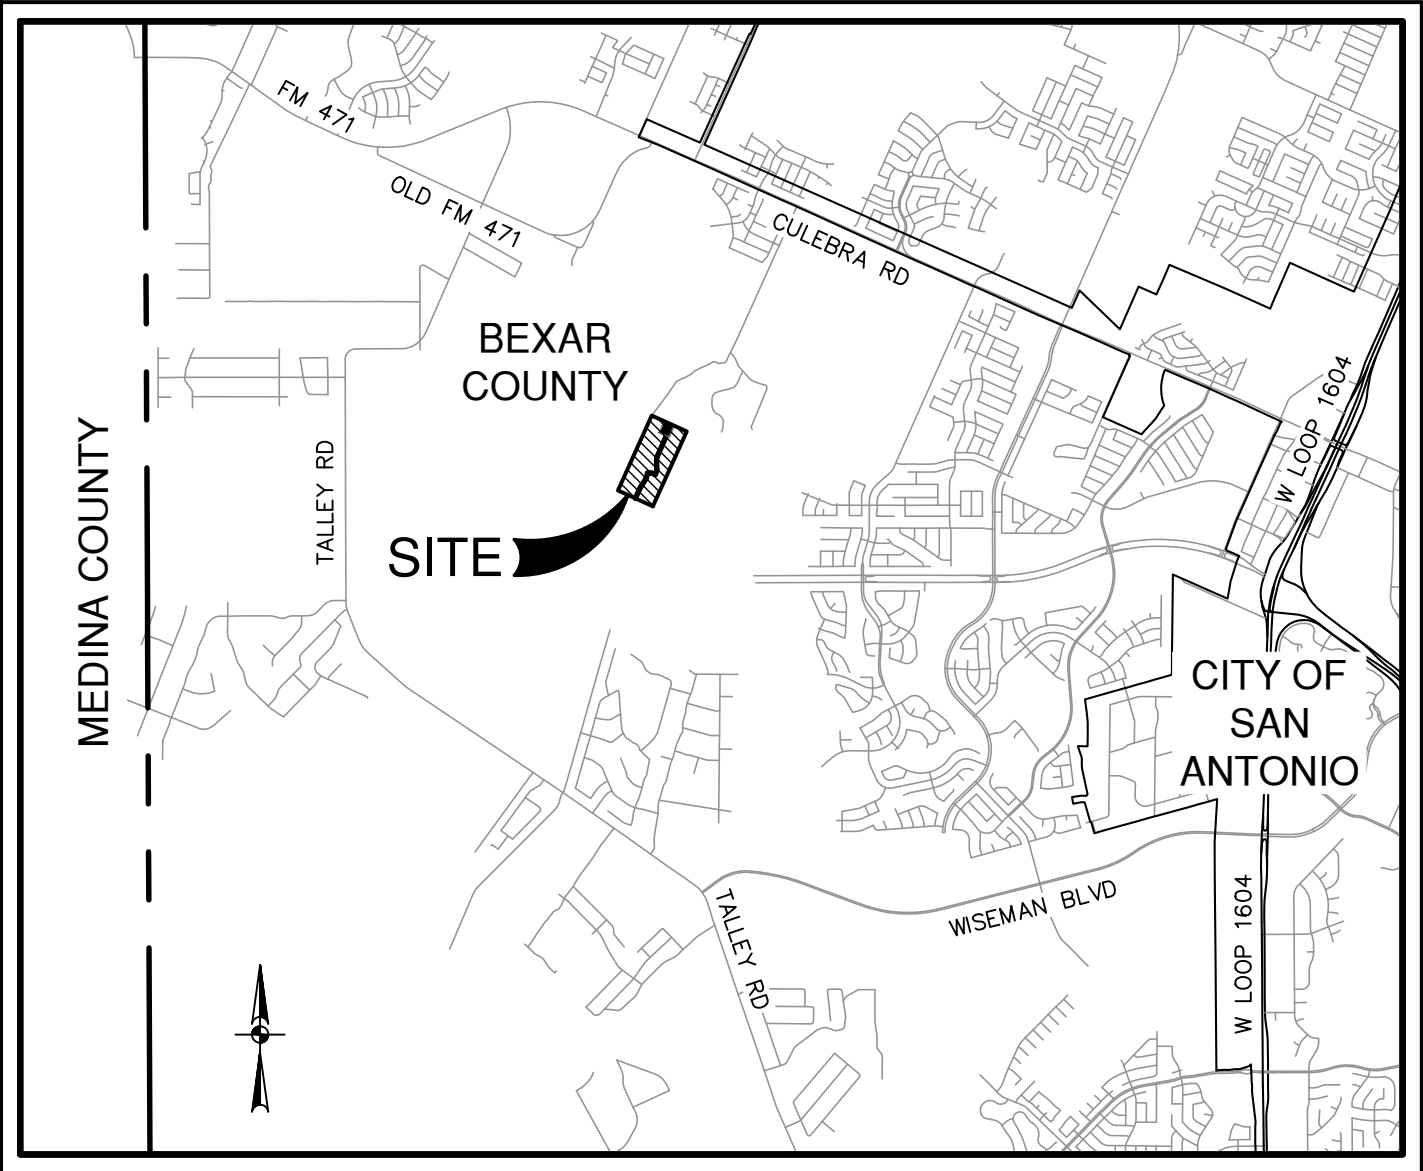 FM 471
OLD FM 471
CULEBRA RD
BEXAR
COUNTY
W LOOP 1604
TALLEY RD
MEDINA COUNTY
SITE
CITY OF
SAN
ANTONIO
WISEMAN BLVD
TALLEY RD
W LOOP 1604